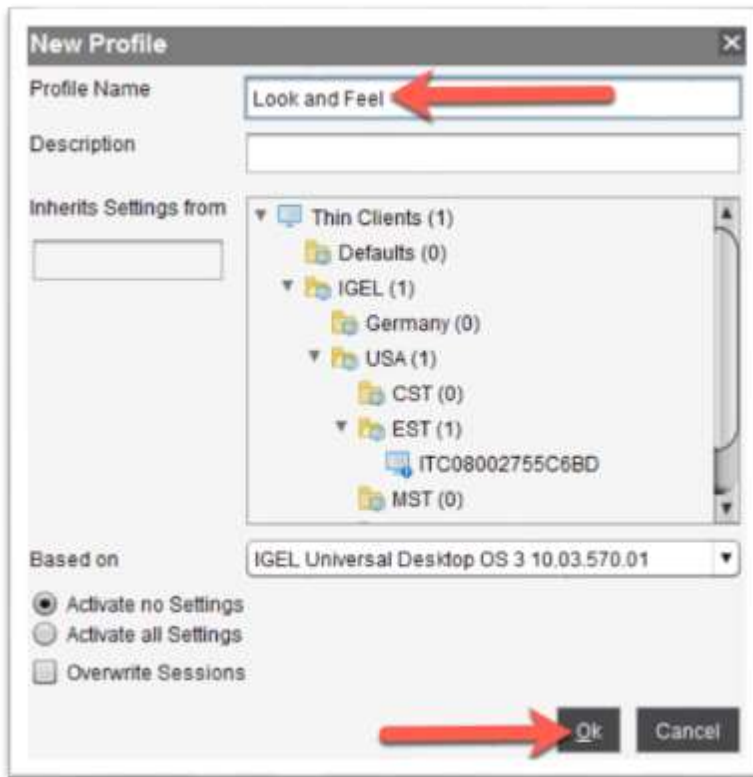 New Profile
Profile Name
Look and Feel
Description
Inherits Settings from
Thin Clients (1)
Defaults (0)
IGEL (1)
Germany (0)
USA (1)
CST (0)
EST (1)
ITC08002755C6BD
MST (0)
Based on
IGEL Universal Desktop OS 3 10.03.570.01
Activate no Settings
Activate all Settings
Overwrite Sessions
Ok Cancel